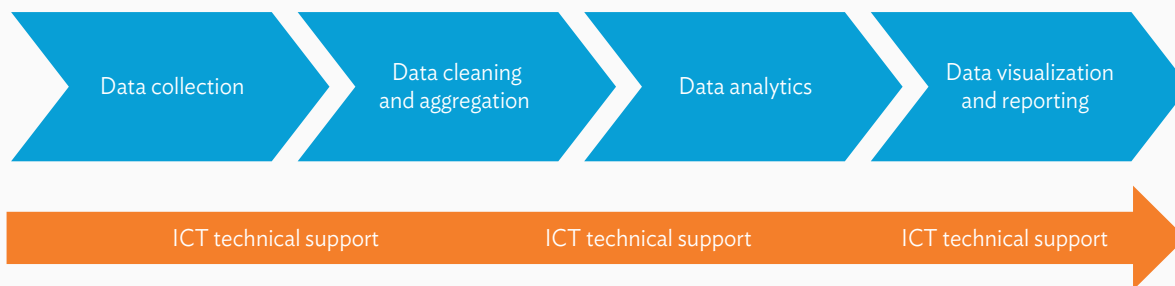 Data collection
Data cleaning
and aggregation
Data analytics
Data visualization
and reporting
ICT technical support
ICT technical support
ICT technical support